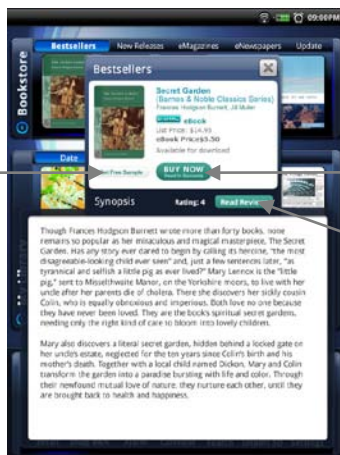 09:00PM
Bookstore
Bestsellers New Releases eMagazines eNewspapers Update
Bestsellers
Secret Garden
(Barnes & Noble Classics Series)
Frances Hodgson Burnett, Jill Muller
eBook
List Price: $14.95
eBook Price$5.50
Available for download
Get Free Sample
BUY NOW
Date
Synopsis Rating: 4 Read Review
Though Frances Hodgson Burnett wrote more than forty books, none
remains so popular as her miraculous and magical masterpiece, The Secret
Garden. Has any story ever dared to begin by calling its heroine, "the most
disagreeable-looking child ever seen" and, just a few sentences later, "as
tyrannical and selfish a little pig as ever lived?" Mary Lennox is the "little
pig," sent to Misselthwaite Manor, on the Yorkshire moors, to live with her
uncle after her parents die of cholera. There she discovers her sickly cousin
Colin, who is equally obnoxious and imperious. Both love no one because
they have never been loved. They are the book's spiritual secret gardens,
needing only the right kind of care to bloom into lovely children.
Mary also discovers a literal secret garden, hidden behind a locked gate on
her uncle's estate, neglected for the ten years since Colin's birth and his
mother's death. Together with a local child named Dickon, Mary and Colin
transform the garden into a paradise bursting with life and color. Through
their newfound mutual love of nature, they nurture each other, until they
are brought back to health and happiness.